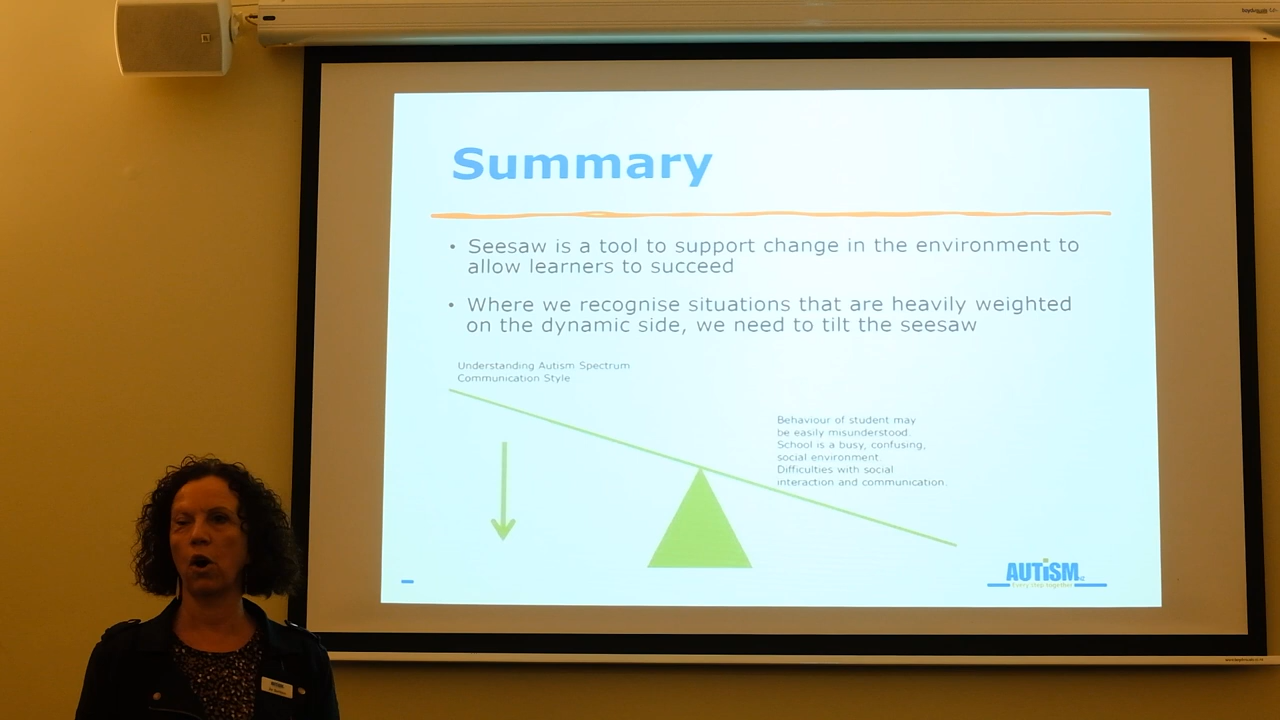 Summary
• Seesaw is a tool to support change in the environment to
allow learners to succeed
• Where we recognise situations that are heavily weighted
on the dynamic side, we need to tilt the seesaw
Understanding Autism Spectrum
Communication Style
Behaviour of student may
be easily misunderstood.
School is a busy, confusing,
social environment
Difficulties with social
interaction and communication.
AUTiSM
Every step together